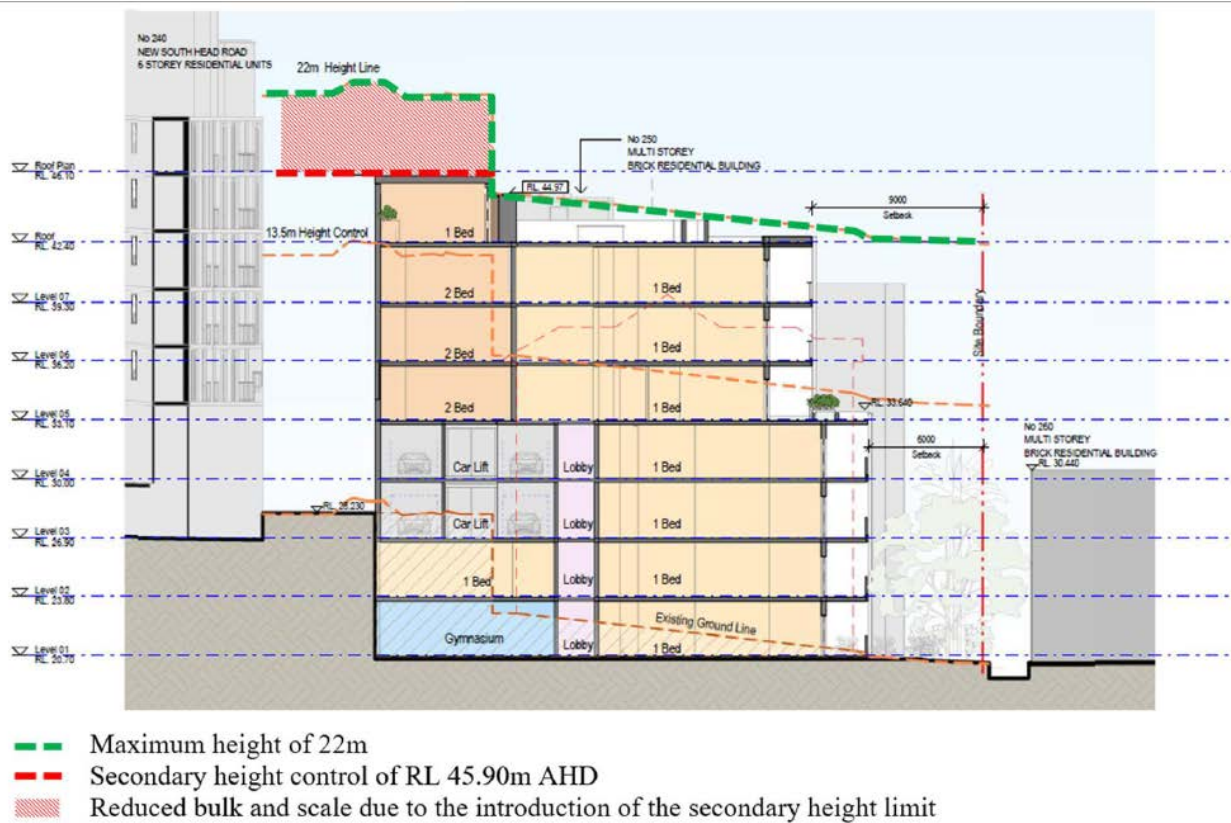 No 240
NEW SOUTH HEAD ROAD
6 STOREY RESIDENTIAL UNITS
22m Height Line
No 250
MULTI STOREY
BRICK RESIDENTIAL BUILDING
Roof Plan
RL. 46.10
RL. 44.97
9000
Setback
Roof
RL. 42.40
13.5m Height Control
1 Bed
Level 07
RL. 39.30
2 Bed
1 Bed
Site Boundary
Level 06
RL. 36.20
2 Bed
1 Bed
Level 05
RL. 33.10
2 Bed
1 Bed
RL. 33.640
No 260
MULTI STOREY
BRICK RESIDENTIAL BUILDING
RL. 30.440
6000
Setback
Level 04
RL. 30.00
Car Lift
Lobby
1 Bed
Level 03
RL. 26.90
Car Lift
Lobby
1 Bed
Level 02
RL. 23.80
1 Bed
Lobby
1 Bed
Existing Ground Line
Level 01
RL. 20.70
Gymnasium
Lobby
1 Bed
Maximum height of 22m
Secondary height control of RL 45.90m AHD
Reduced bulk and scale due to the introduction of the secondary height limit